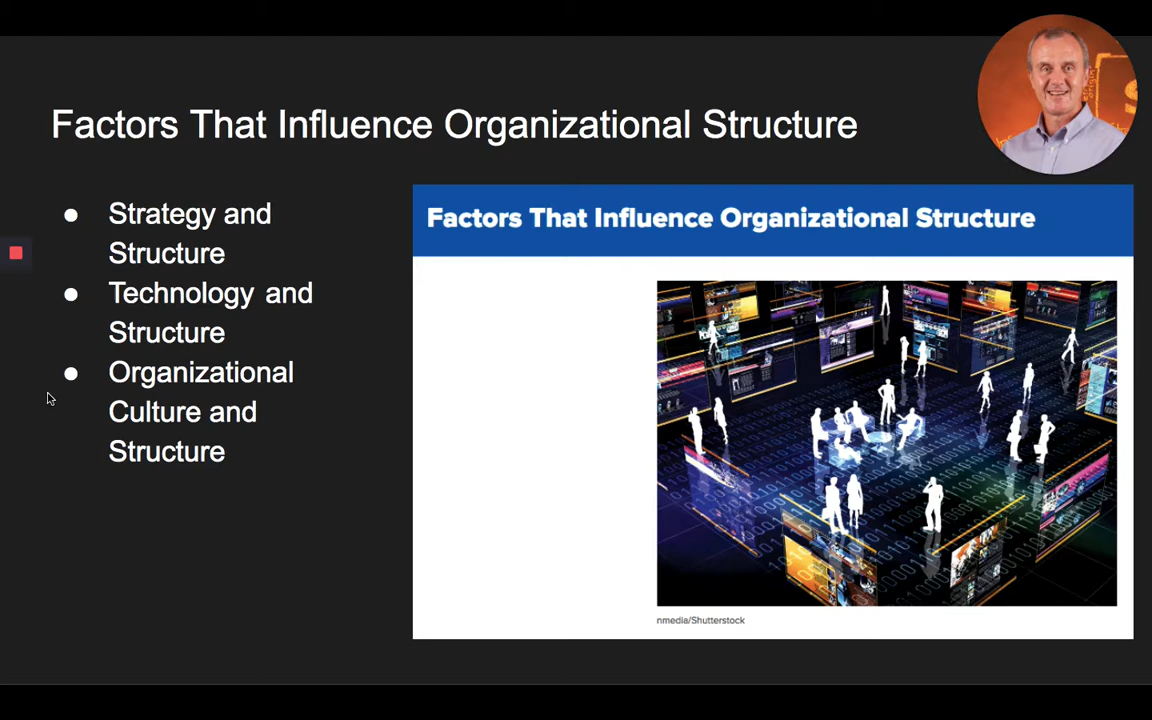 Factors That Influence Organizational Structure
● Strategy and
Structure
● Technology and
Structure
● Organizational
Culture and
Structure
Factors That Influence Organizational Structure
nmedia/Shutterstock